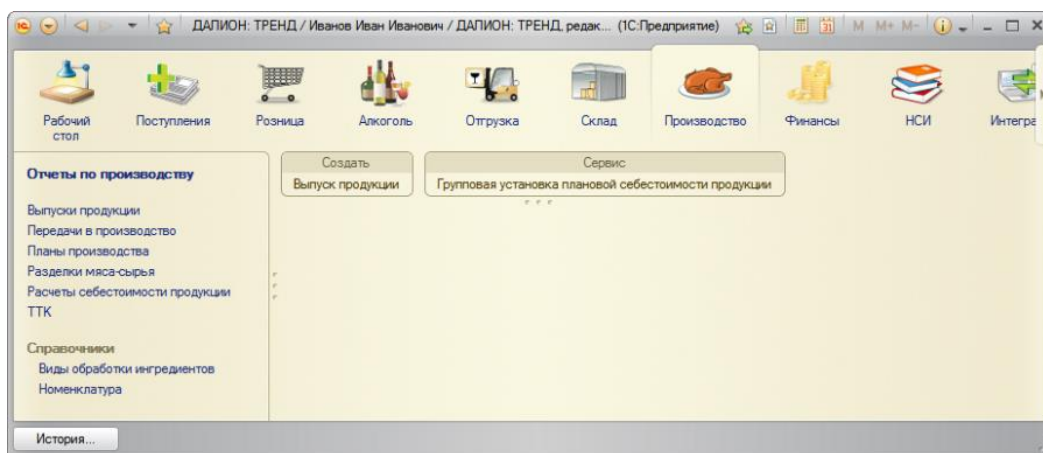 ДАЛИОН: ТРЕНД / Иванов Иван Иванович / ДАЛИОН: ТРЕНД, редак... (1С:Предприятие)
31 M M+ M-
Рабочий стол
Поступления
Розница
Алкоголь
Отгрузка
Склад
Производство
Финансы
НСИ
Интегра
Отчеты по производству
Выпуски продукции
Передачи в производство
Планы производства
Разделки мяса-сырья
Расчеты себестоимости продукции
ТТК
Справочники
Виды обработки ингредиентов
Номенклатура
Создать
Выпуск продукции
Сервис
Групповая установка плановой себестоимости продукции
История...